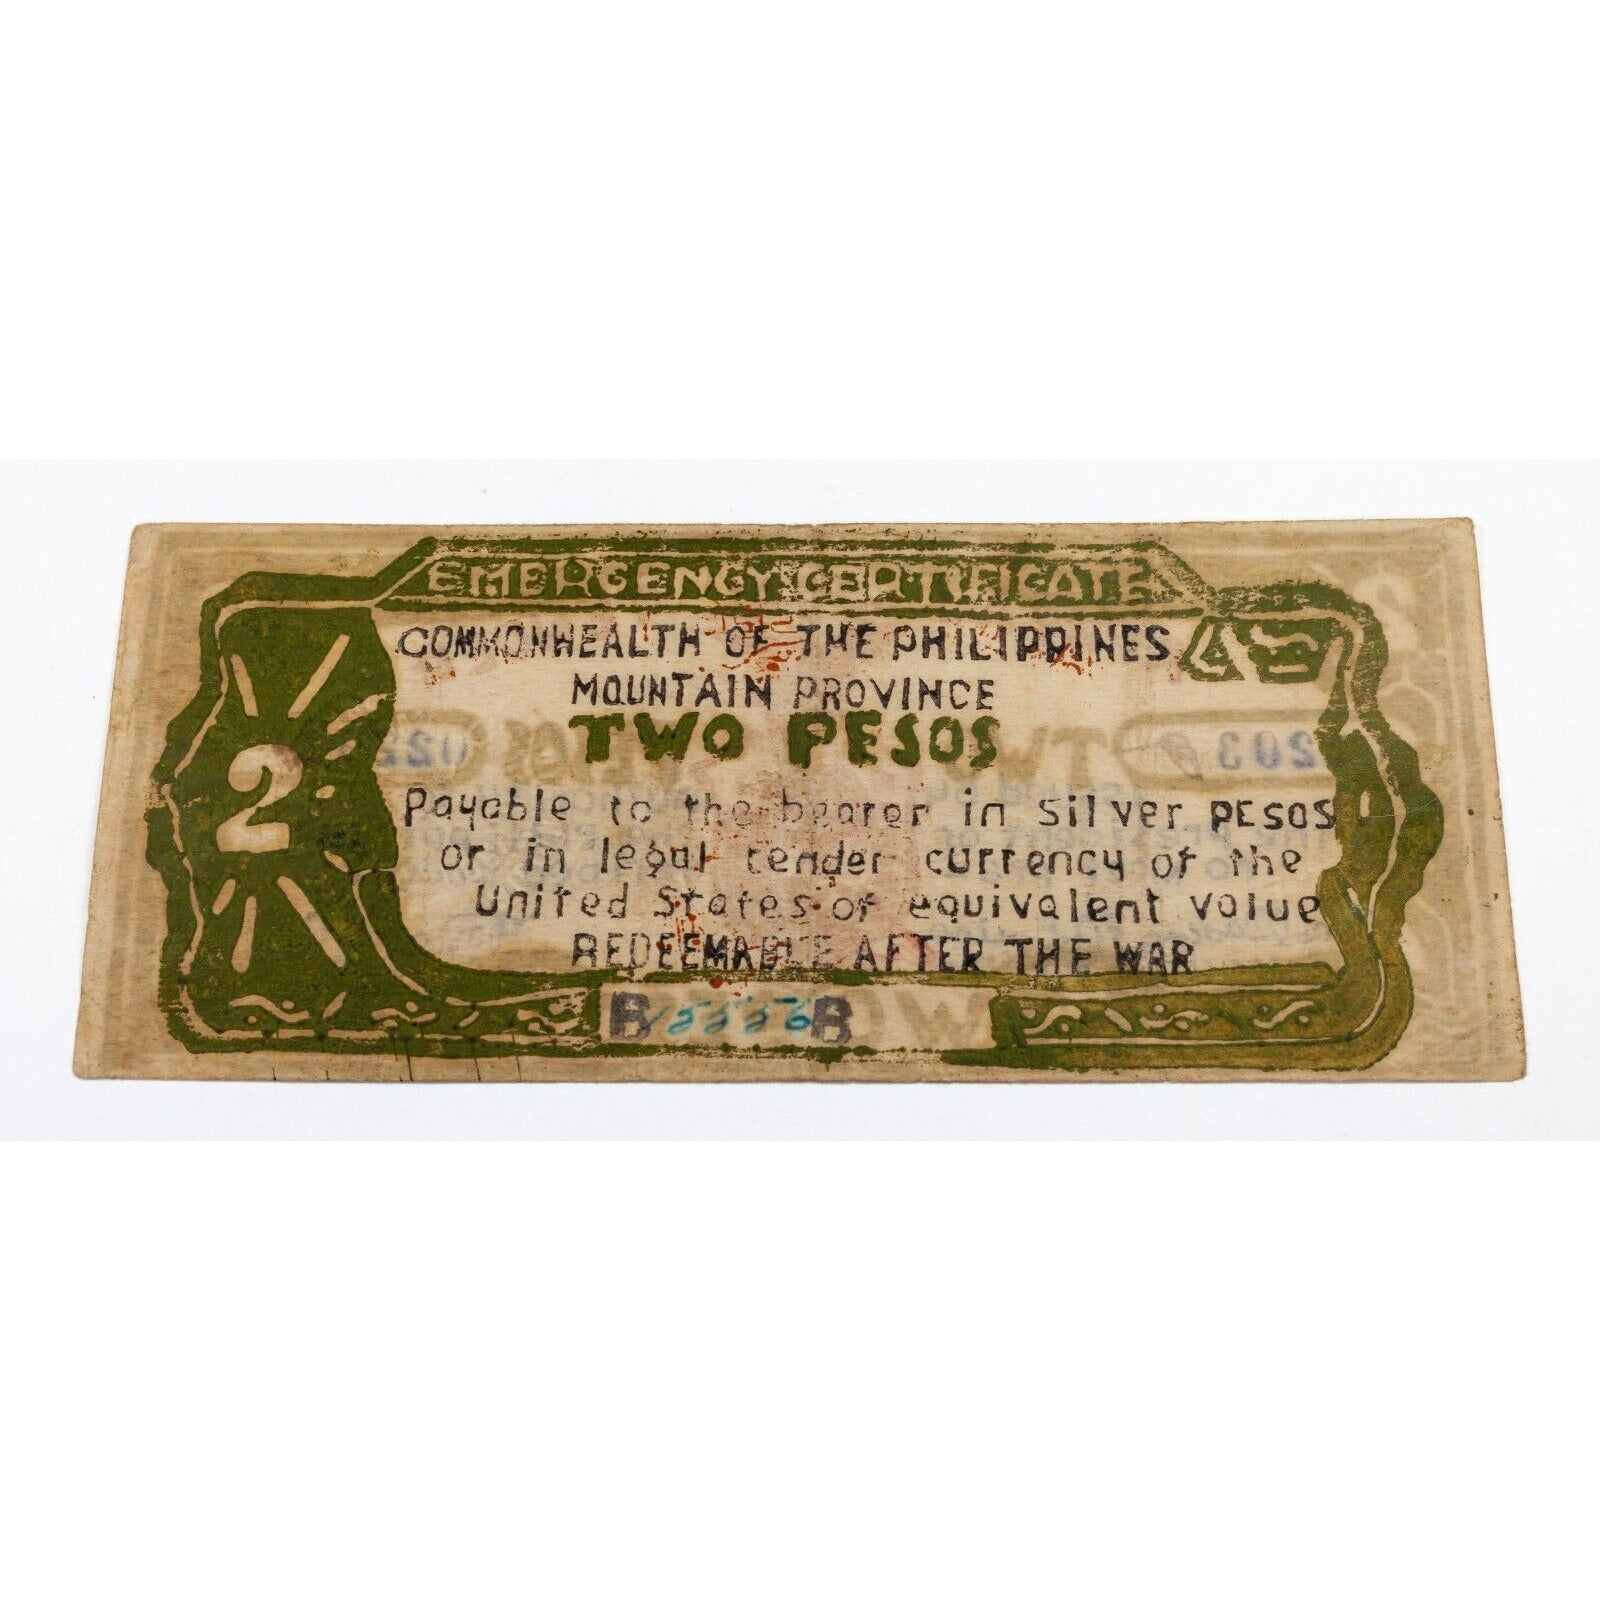 EMERGENCY CERTIFICATE
COMMONWEALTH OF THE PHILIPPINES
MOUNTAIN PROVINCE
TWO PESOS
2
Payable to the bearer in silver PESOS
or in legal tender currency of the
United States of equivalent value
REDEEMABLE AFTER THE WAR
B 15556 B